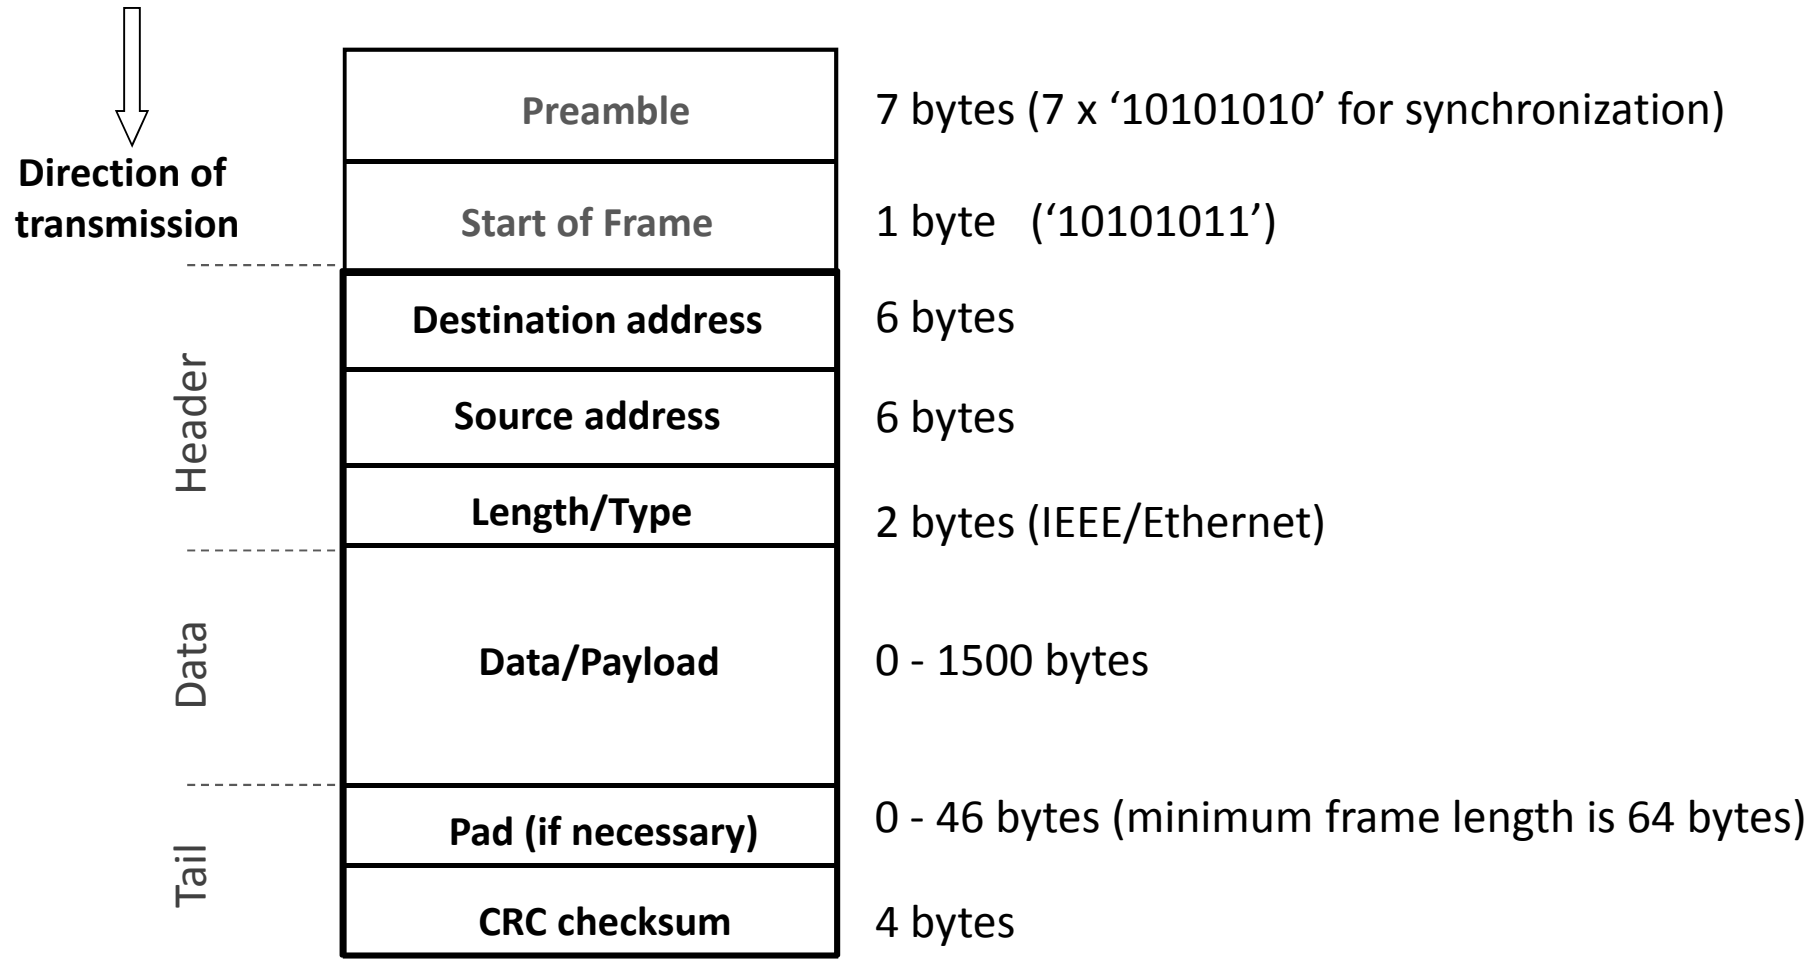 Direction of
transmission
Preamble
7 bytes (7 x ‘10101010’ for synchronization)
Start of Frame
1 byte ('10101011’)
Header
Destination address
6 bytes
Source address
6 bytes
Length/Type
2 bytes (IEEE/Ethernet)
Data
Data/Payload
0 - 1500 bytes
Tail
Pad (if necessary)
0 - 46 bytes (minimum frame length is 64 bytes)
CRC checksum
4 bytes